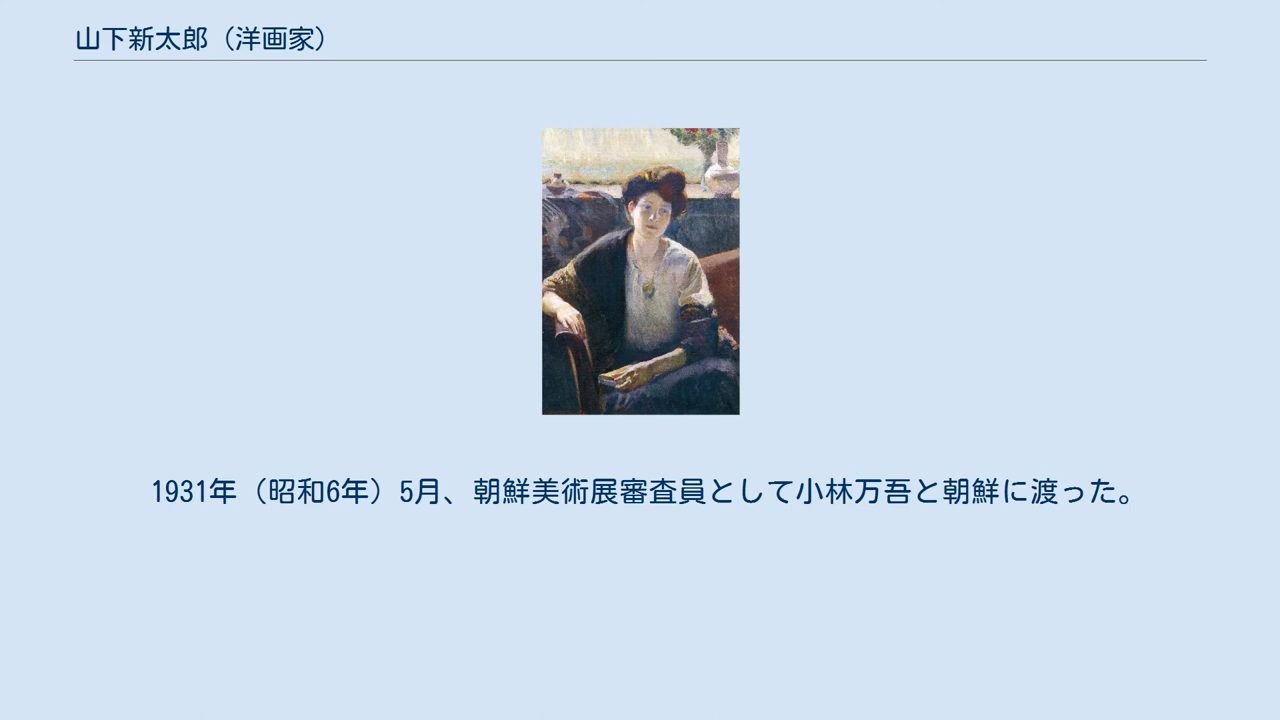 山下新太郎（洋画家）
1931年（昭和6年）5月、朝鮮美術展審査員として小林万吾と朝鮮に渡った。